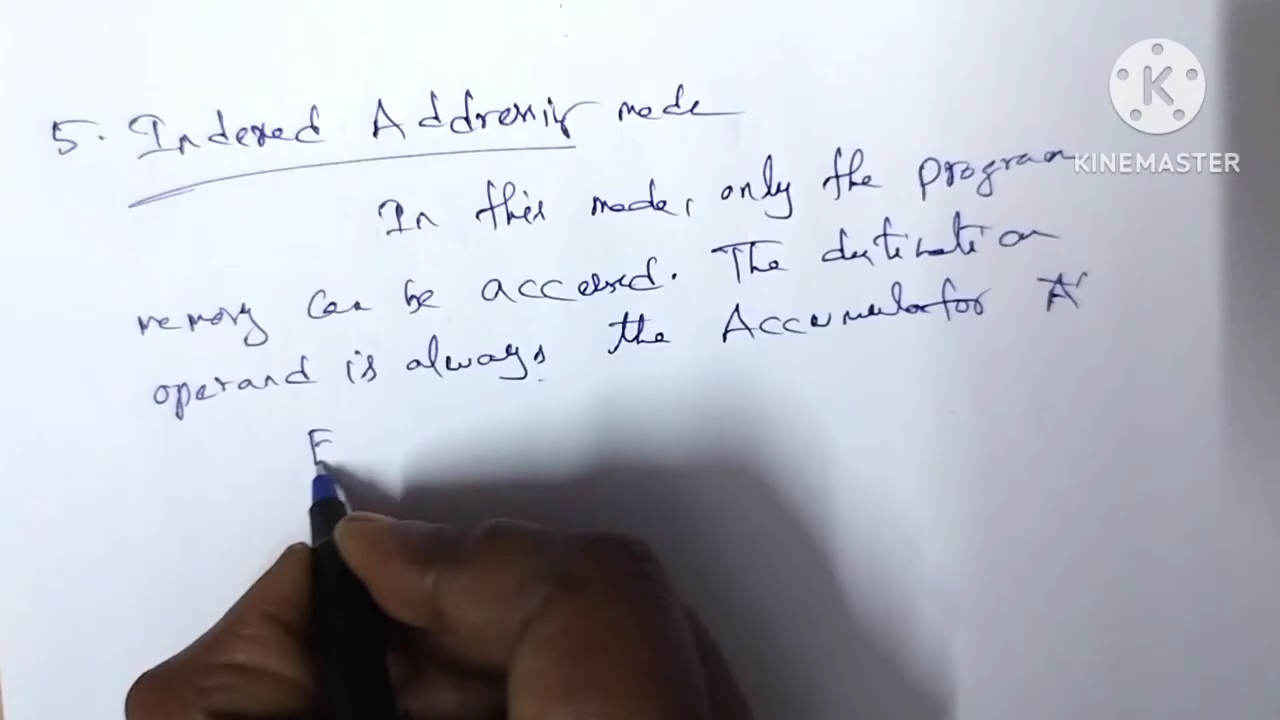 5. Indexed Addressing mode
In this mode, only the program
memory can be accessed. The destination
operand is always the Accumulator 'A'
E
K
KINEMASTER